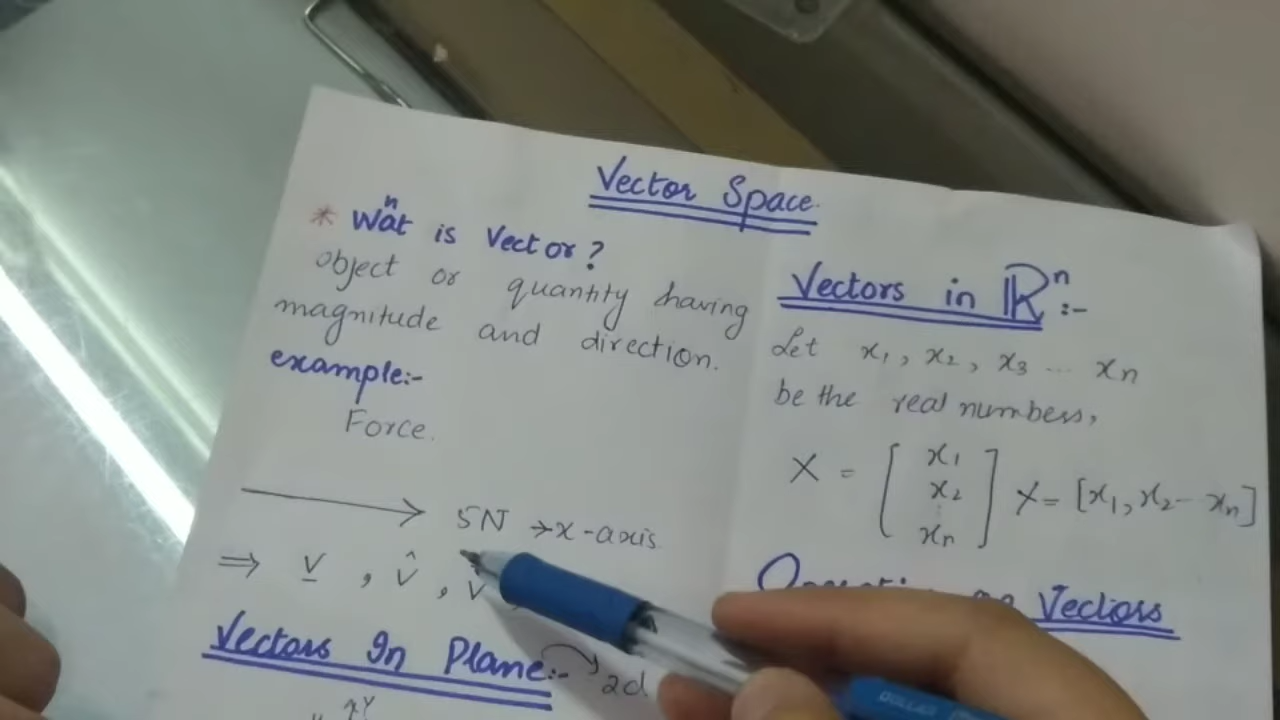 Vector Space
* Wat is Vector?
n
object or quantity having
magnitude and direction.
example:-
Force.
5N → x-axis
⇒ v , v̂ , v
Vectors In Plane:-
2d
Vectors in ℝⁿ :-
Let x₁, x₂, x₃ ... xₙ
be the real numbers,
X = [ x₁ x₂ ⋮ xₙ ] Y = [x₁, x₂ -- xₙ]
Vectors
DOLLAR